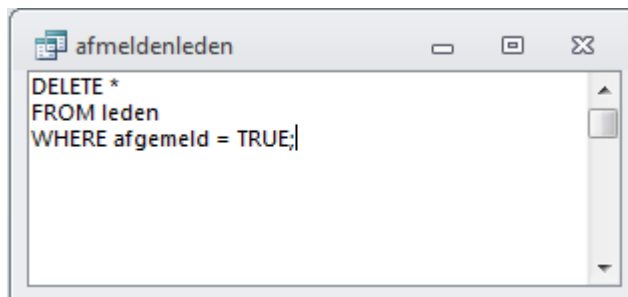 afmeldenleden
DELETE *
FROM leden
WHERE afgemeld = TRUE;